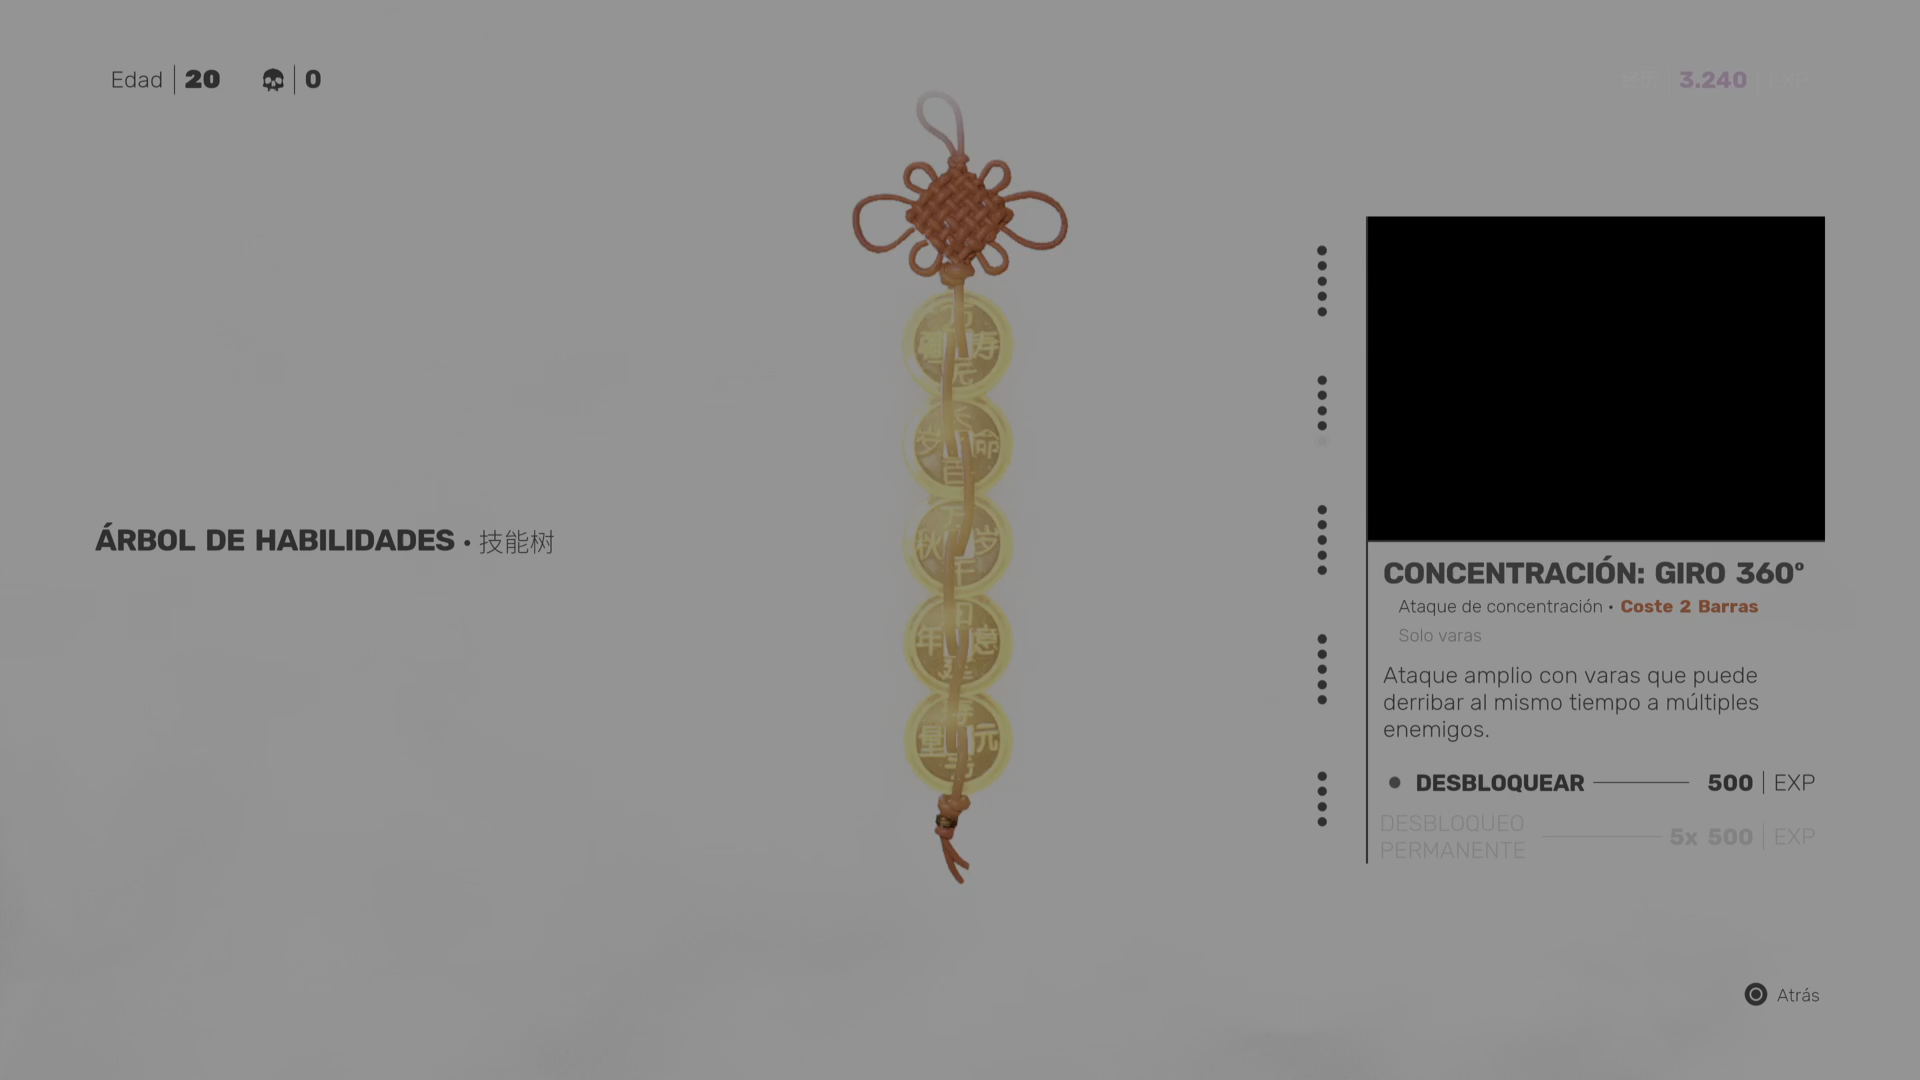 Edad | 20 0
3.240 | EXP
ÁRBOL DE HABILIDADES • 技能树
CONCENTRACIÓN: GIRO 360º
Ataque de concentración • Coste 2 Barras
Solo varas
Ataque amplio con varas que puede
derribar al mismo tiempo a múltiples
enemigos.
DESBLOQUEAR 500 | EXP
DESBLOQUEO
PERMANENTE 5x 500 | EXP
Atrás